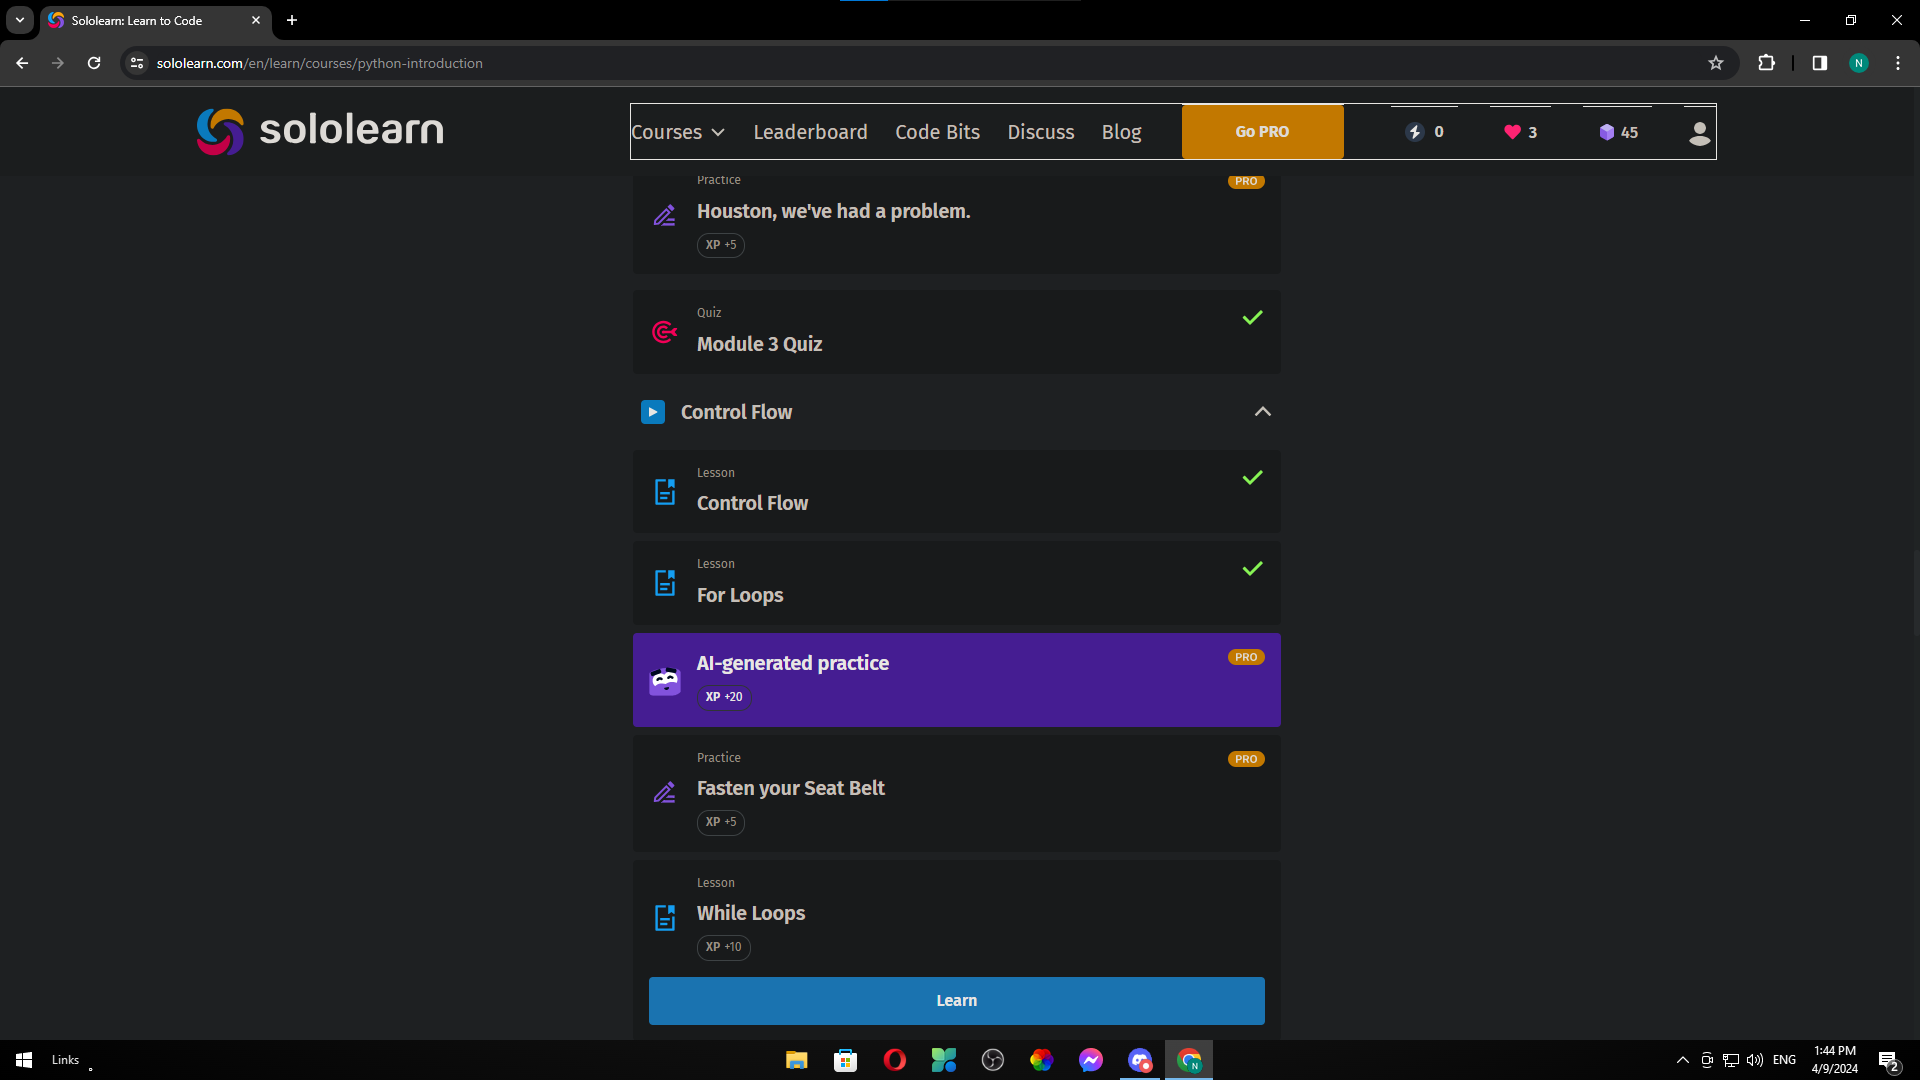 Sololearn: Learn to Code
sololearn.com/en/learn/courses/python-introduction
N
sololearn
Courses
Leaderboard
Code Bits
Discuss
Blog
Go PRO
0
3
45
Practice
PRO
Houston, we've had a problem.
XP +5
Quiz
Module 3 Quiz
Control Flow
Lesson
Control Flow
Lesson
For Loops
AI-generated practice
PRO
XP +20
Practice
PRO
Fasten your Seat Belt
XP +5
Lesson
While Loops
XP +10
Learn
Links
N
ENG
1:44 PM
4/9/2024
2